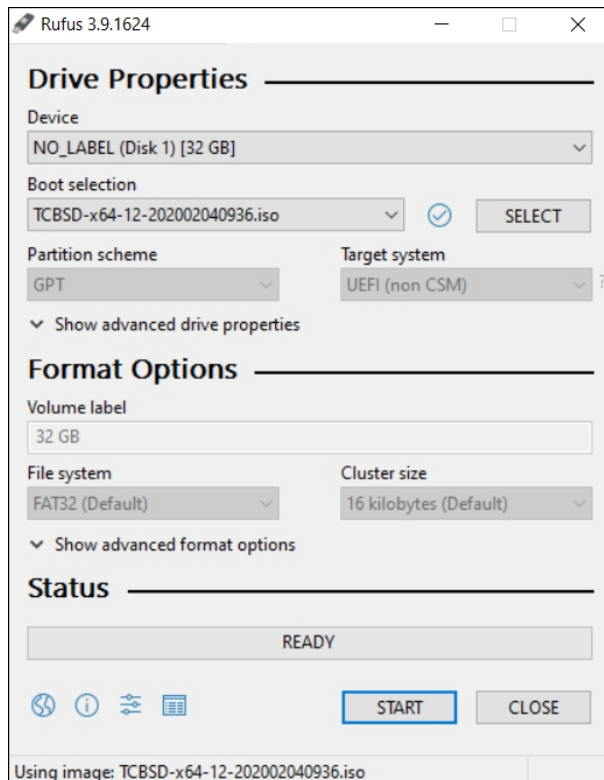 Rufus 3.9.1624
Drive Properties
Device
NO_LABEL (Disk 1) [32 GB]
Boot selection
TCBSD-x64-12-202002040936.iso
SELECT
Partition scheme
Target system
GPT
UEFI (non CSM)
?
Show advanced drive properties
Format Options
Volume label
32 GB
File system
Cluster size
FAT32 (Default)
16 kilobytes (Default)
Show advanced format options
Status
READY
START
CLOSE
Using image: TCBSD-x64-12-202002040936.iso